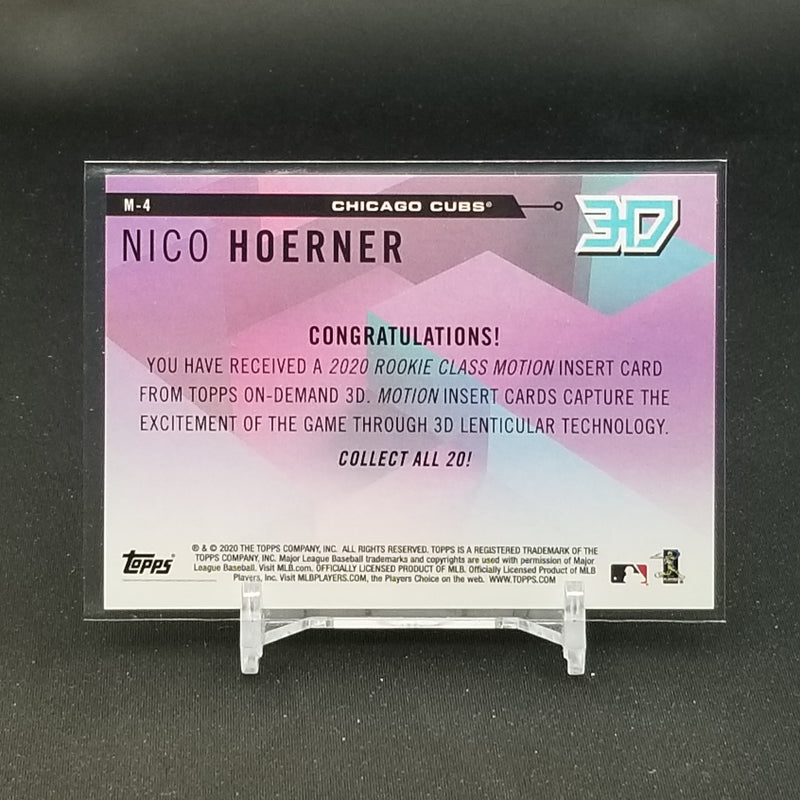 M-4 CHICAGO CUBS®
3D
NICO HOERNER
CONGRATULATIONS!
YOU HAVE RECEIVED A 2020 ROOKIE CLASS MOTION INSERT CARD
FROM TOPPS ON-DEMAND 3D. MOTION INSERT CARDS CAPTURE THE
EXCITEMENT OF THE GAME THROUGH 3D LENTICULAR TECHNOLOGY.
COLLECT ALL 20!
® & © 2020 THE TOPPS COMPANY, INC. ALL RIGHTS RESERVED. TOPPS IS A REGISTERED TRADEMARK OF THE
TOPPS COMPANY, INC. Major League Baseball trademarks and copyrights are used with permission of Major
League Baseball. Visit MLB.com. OFFICIALLY LICENSED PRODUCT OF MLB. Officially Licensed Product of MLB
Players, Inc. Visit MLBPLAYERS.COM, the Players Choice on the web. WWW.TOPPS.COM
TOPPS®